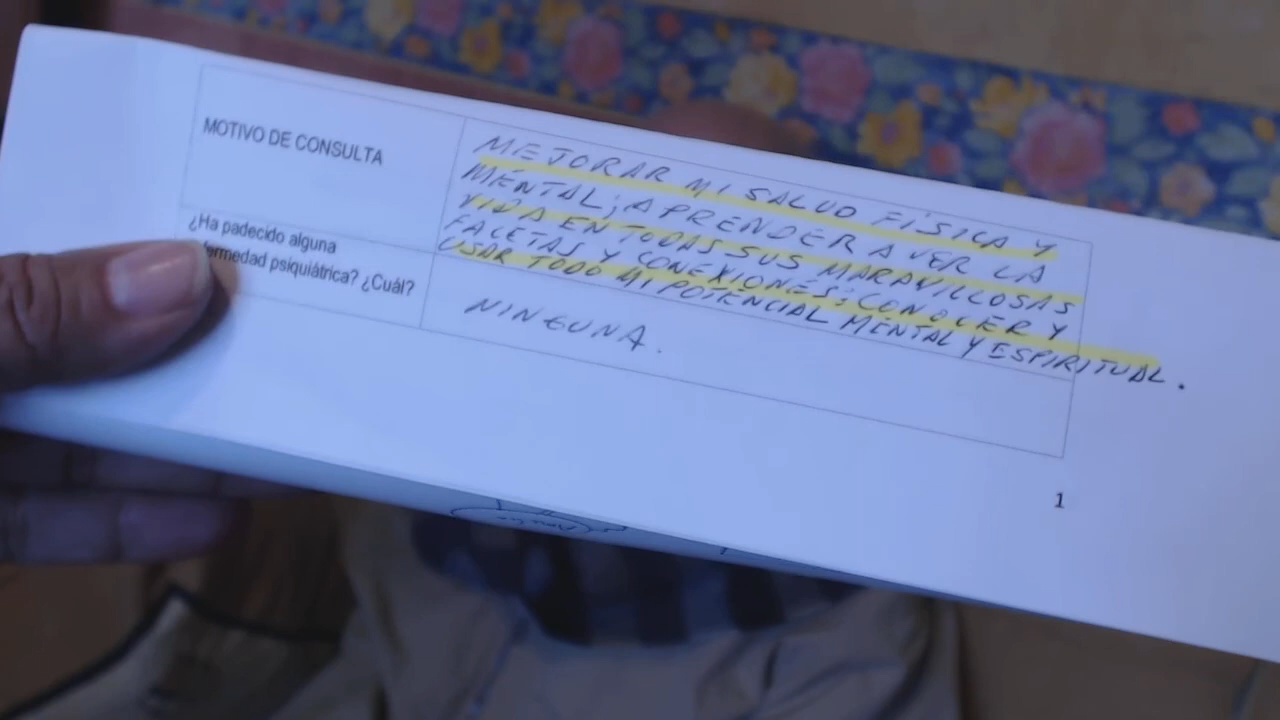 MOTIVO DE CONSULTA
MEJORAR MI SALUD FÍSICA Y
MENTAL; APRENDER A VER LA
VIDA EN TODAS SUS MARAVILLOSAS
FACETAS Y CONEXIONES; CONOCER Y
USAR TODO MI POTENCIAL MENTAL Y ESPIRITUAL.
¿Ha padecido alguna
fermedad psiquiátrica? ¿Cuál?
NINGUNA.
1